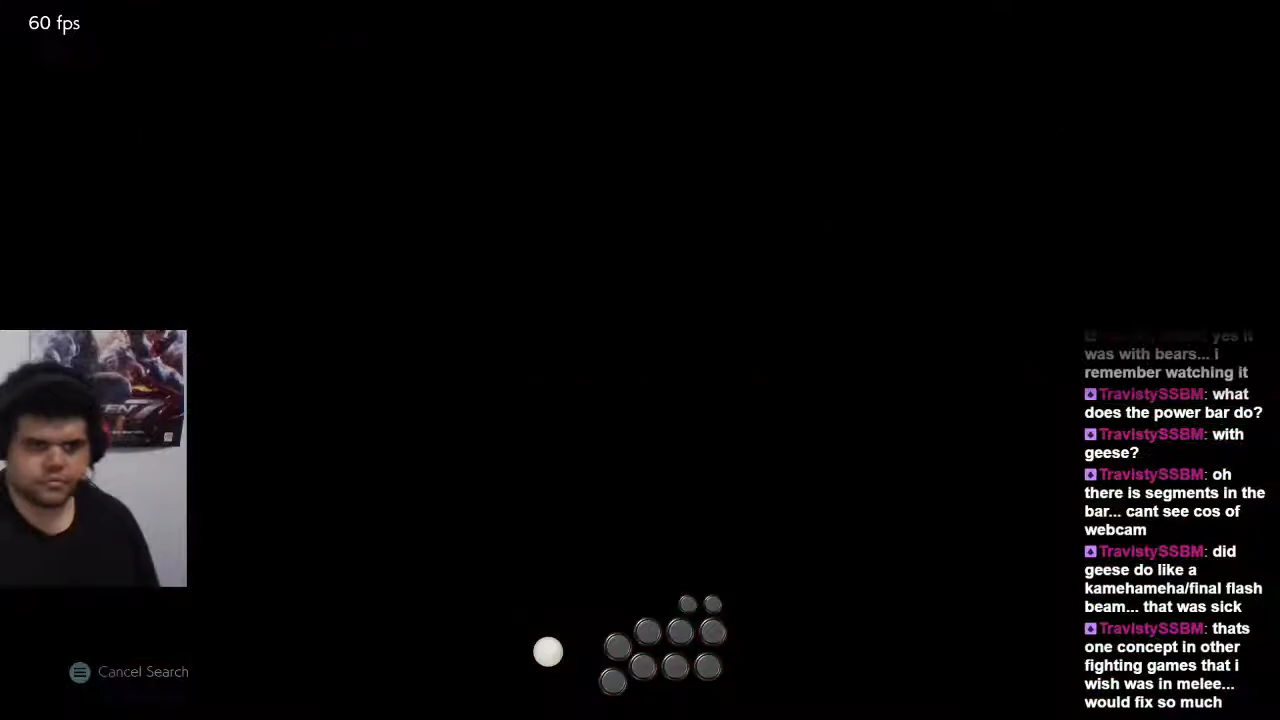 60 fps
yes it
was with bears... i
remember watching it
TravistySSBM: what
does the power bar do?
TravistySSBM: with
geese?
TravistySSBM: oh
there is segments in the
bar... cant see cos of
webcam
TravistySSBM: did
geese do like a
kamehameha/final flash
beam... that was sick
TravistySSBM: thats
one concept in other
fighting games that i
wish was in melee...
would fix so much
Cancel Search